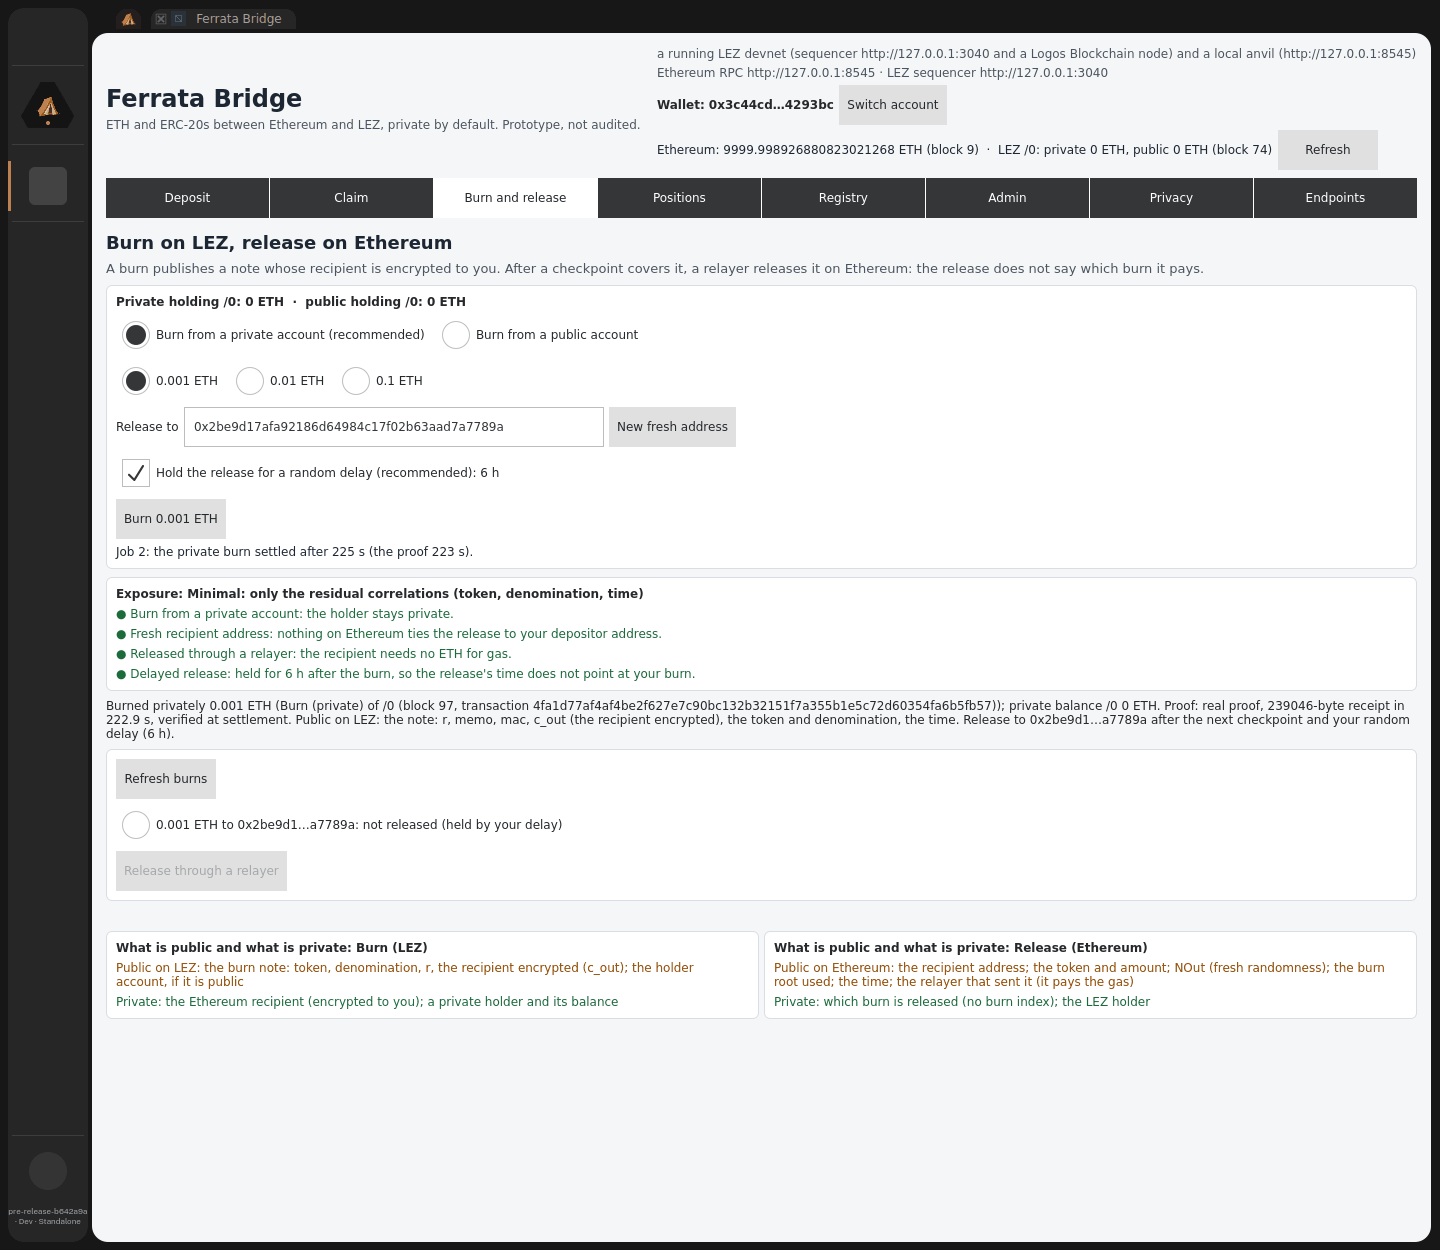 Ferrata Bridge
a running LEZ devnet (sequencer http://127.0.0.1:3040 and a Logos Blockchain node) and a local anvil (http://127.0.0.1:8545)
Ethereum RPC http://127.0.0.1:8545 · LEZ sequencer http://127.0.0.1:3040
Ferrata Bridge
ETH and ERC-20s between Ethereum and LEZ, private by default. Prototype, not audited.
Wallet: 0x3c44cd…4293bc Switch account
Ethereum: 9999.998926880823021268 ETH (block 9) · LEZ /0: private 0 ETH, public 0 ETH (block 74) Refresh
Deposit Claim Burn and release Positions Registry Admin Privacy Endpoints
Burn on LEZ, release on Ethereum
A burn publishes a note whose recipient is encrypted to you. After a checkpoint covers it, a relayer releases it on Ethereum: the release does not say which burn it pays.
Private holding /0: 0 ETH · public holding /0: 0 ETH
Burn from a private account (recommended) Burn from a public account
0.001 ETH 0.01 ETH 0.1 ETH
Release to 0x2be9d17afa92186d64984c17f02b63aad7a7789a New fresh address
Hold the release for a random delay (recommended): 6 h
Burn 0.001 ETH
Job 2: the private burn settled after 225 s (the proof 223 s).
Exposure: Minimal: only the residual correlations (token, denomination, time)
● Burn from a private account: the holder stays private.
● Fresh recipient address: nothing on Ethereum ties the release to your depositor address.
● Released through a relayer: the recipient needs no ETH for gas.
● Delayed release: held for 6 h after the burn, so the release's time does not point at your burn.
Burned privately 0.001 ETH (Burn (private) of /0 (block 97, transaction 4fa1d77af4af4be2f627e7c90bc132b32151f7a355b1e5c72d60354fa6b5fb57)); private balance /0 0 ETH. Proof: real proof, 239046-byte receipt in
222.9 s, verified at settlement. Public on LEZ: the note: r, memo, mac, c_out (the recipient encrypted), the token and denomination, the time. Release to 0x2be9d1…a7789a after the next checkpoint and your random
delay (6 h).
Refresh burns
0.001 ETH to 0x2be9d1…a7789a: not released (held by your delay)
Release through a relayer
What is public and what is private: Burn (LEZ)
Public on LEZ: the burn note: token, denomination, r, the recipient encrypted (c_out); the holder
account, if it is public
Private: the Ethereum recipient (encrypted to you); a private holder and its balance
What is public and what is private: Release (Ethereum)
Public on Ethereum: the recipient address; the token and amount; NOut (fresh randomness); the burn
root used; the time; the relayer that sent it (it pays the gas)
Private: which burn is released (no burn index); the LEZ holder
pre-release-b642a9a
· Dev · Standalone